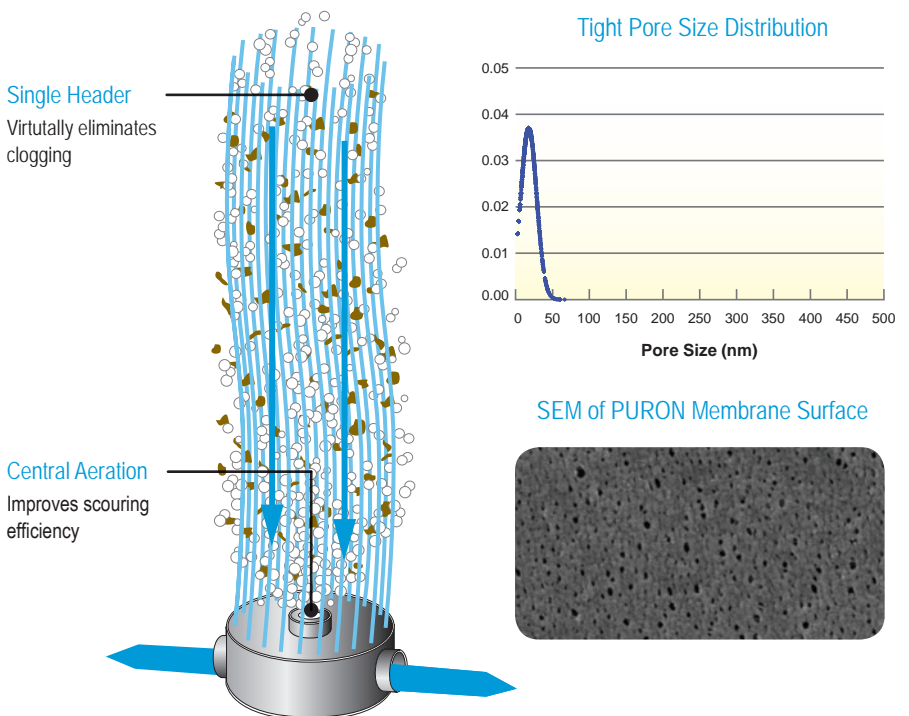 Single Header
Virtutally eliminates
clogging
Central Aeration
Improves scouring
efficiency
Tight Pore Size Distribution
0.05
0.04
0.03
0.02
0.01
0.00
0 50 100 150 200 250 300 350 400 450 500
Pore Size (nm)
SEM of PURON Membrane Surface